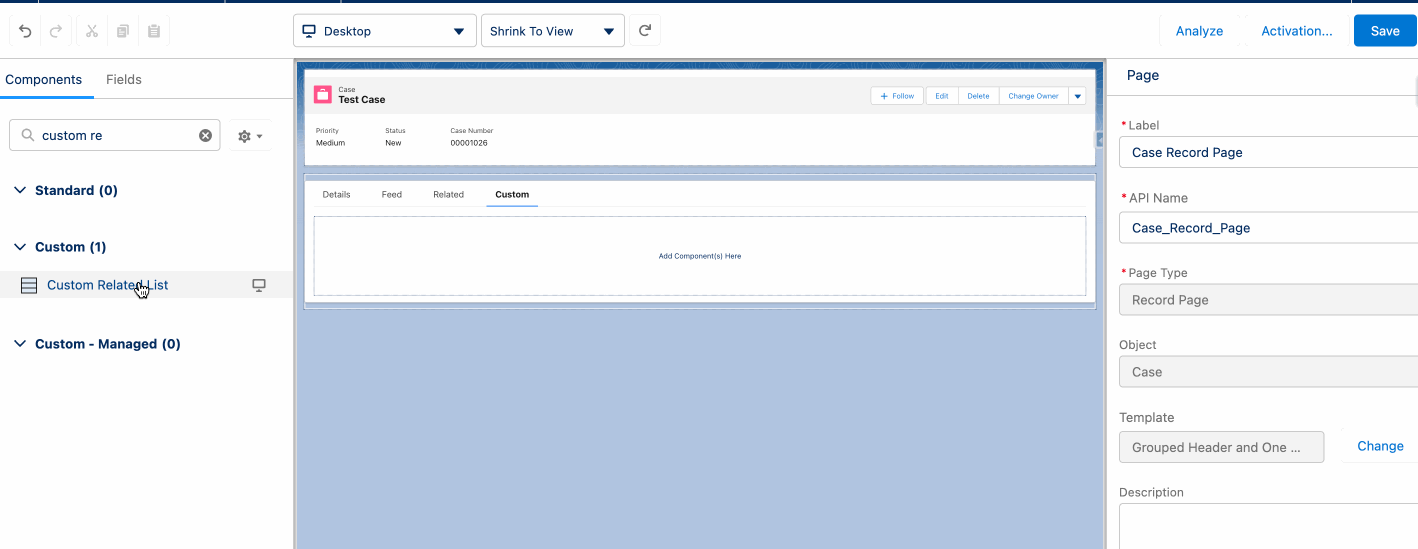 Desktop
Shrink To View
Analyze
Activation...
Save
Components
Fields
custom re
Standard (0)
Custom (1)
Custom Related List
Custom - Managed (0)
Case
Test Case
+ Follow
Edit
Delete
Change Owner
Priority
Status
Case Number
Medium
New
00001026
Details
Feed
Related
Custom
Add Component(s) Here
Page
* Label
Case Record Page
* API Name
Case_Record_Page
* Page Type
Record Page
Object
Case
Template
Grouped Header and One ...
Change
Description